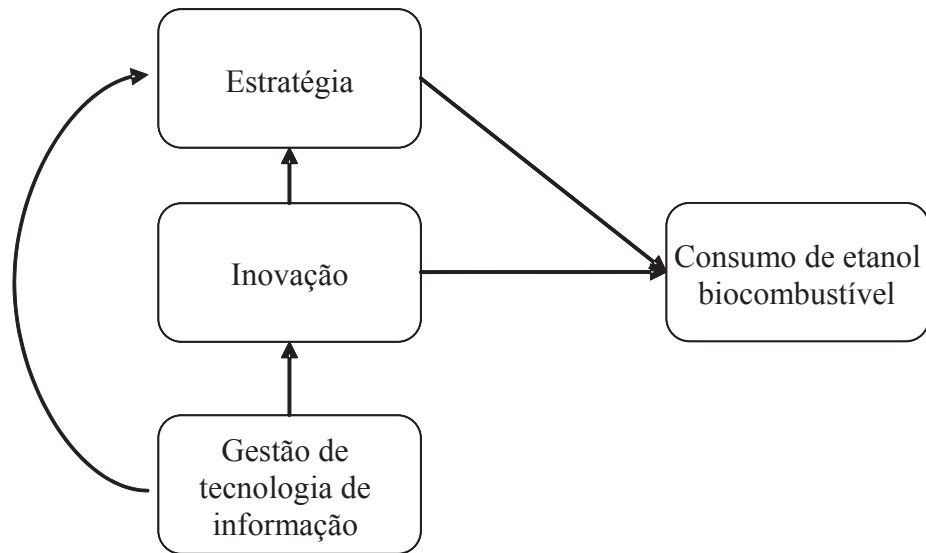 Estratégia
Inovação
Consumo de etanol
biocombustível
Gestão de
tecnologia de
informação